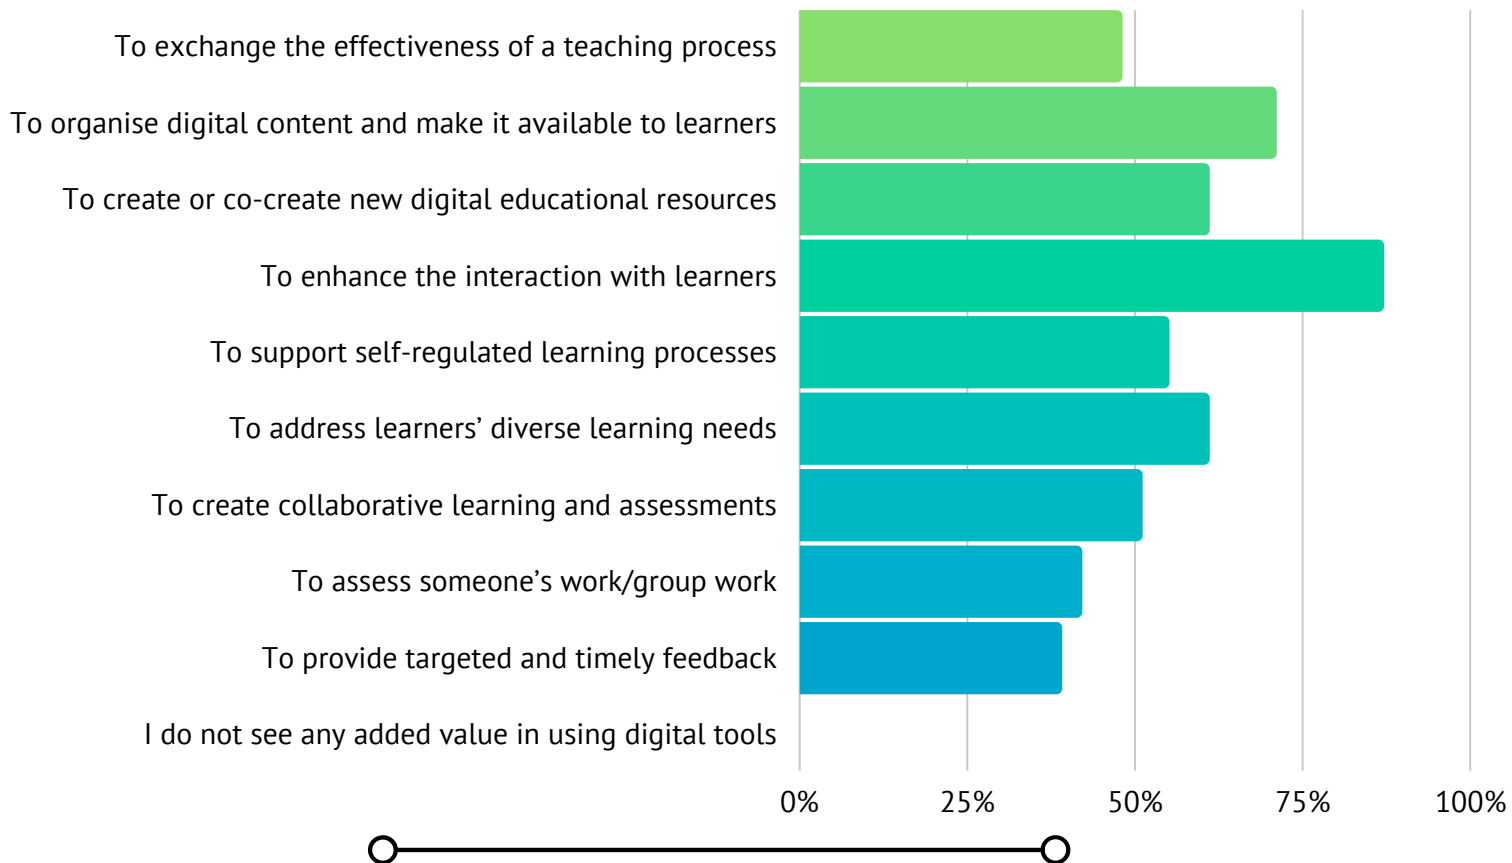 To exchange the effectiveness of a teaching process
To organise digital content and make it available to learners
To create or co-create new digital educational resources
To enhance the interaction with learners
To support self-regulated learning processes
To address learners’ diverse learning needs
To create collaborative learning and assessments
To assess someone’s work/group work
To provide targeted and timely feedback
I do not see any added value in using digital tools
0% 25% 50% 75% 100%